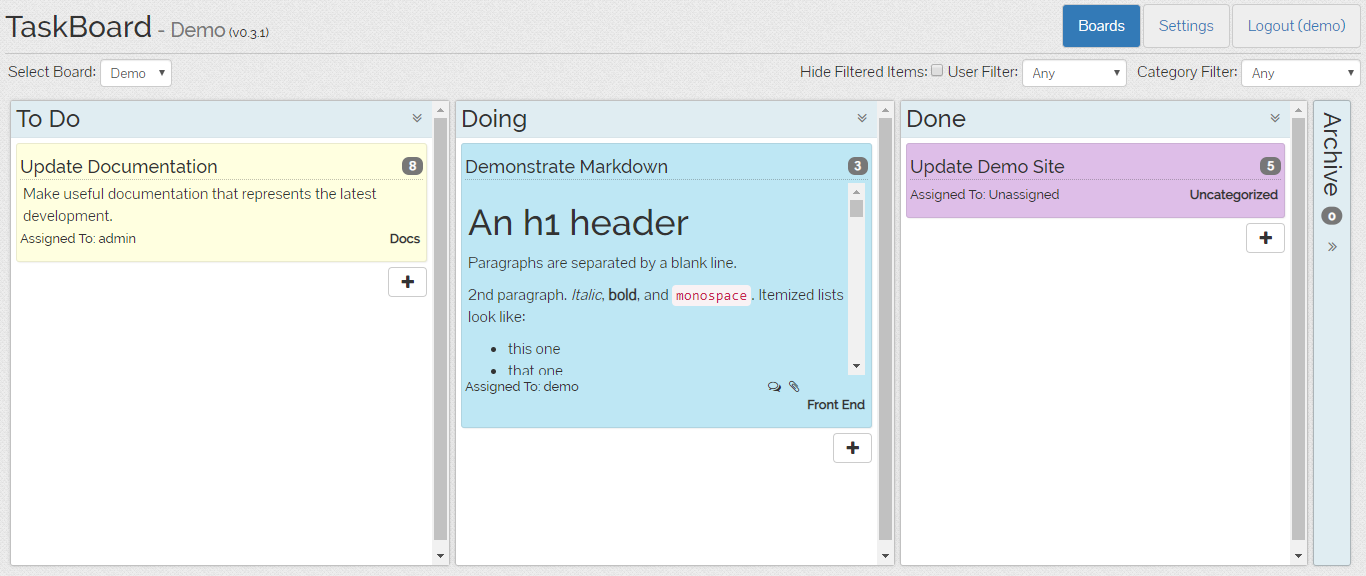 TaskBoard - Demo (v0.3.1)
Boards Settings Logout (demo)
Select Board: Demo
Hide Filtered Items: User Filter: Any Category Filter: Any
To Do
Update Documentation 8
Make useful documentation that represents the latest
development.
Assigned To: admin Docs
Doing
Demonstrate Markdown 3
An h1 header
Paragraphs are separated by a blank line.
2nd paragraph. Italic, bold, and monospace. Itemized lists
look like:
• this one
• that one
Assigned To: demo
Front End
Done
Update Demo Site 5
Assigned To: Unassigned Uncategorized
Archive
0